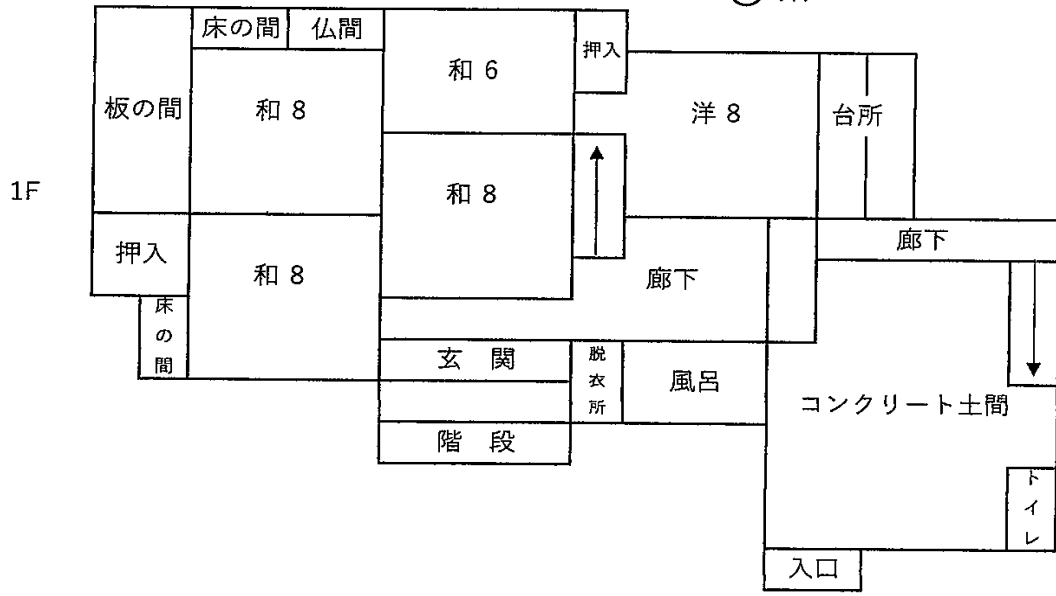 床の間
仏間
和 6
押入
板の間
和 8
洋 8
台所
1F
和 8
押入
和 8
廊下
廊下
床の間
玄 関
脱衣所
風呂
コンクリート土間
階 段
トイレ
入口